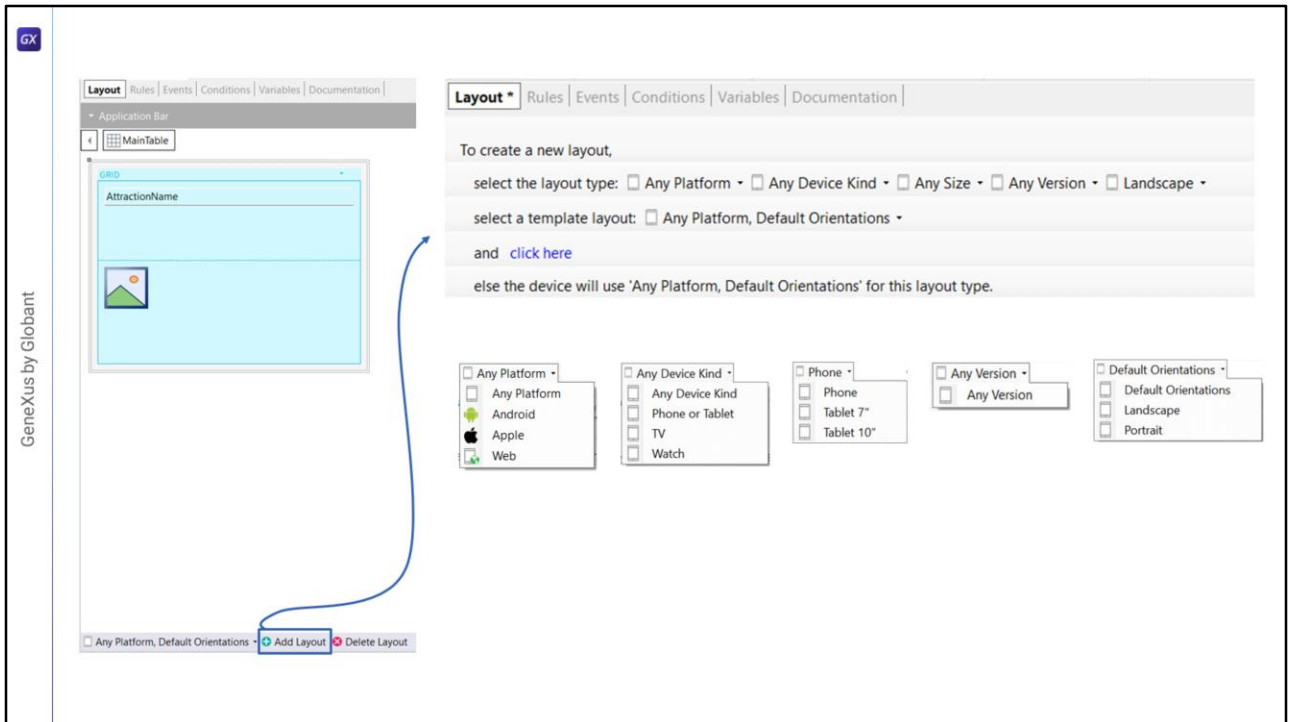 GX
GeneXus by Globant
Layout Rules Events Conditions Variables Documentation
Application Bar
MainTable
GRID
AttractionName
Any Platform, Default Orientations Add Layout Delete Layout
Layout * Rules Events Conditions Variables Documentation
To create a new layout,
select the layout type: Any Platform Any Device Kind Any Size Any Version Landscape
select a template layout: Any Platform, Default Orientations
and click here
else the device will use 'Any Platform, Default Orientations' for this layout type.
Any Platform
Any Platform
Android
Apple
Web
Any Device Kind
Any Device Kind
Phone or Tablet
TV
Watch
Phone
Phone
Tablet 7"
Tablet 10"
Any Version
Any Version
Default Orientations
Default Orientations
Landscape
Portrait